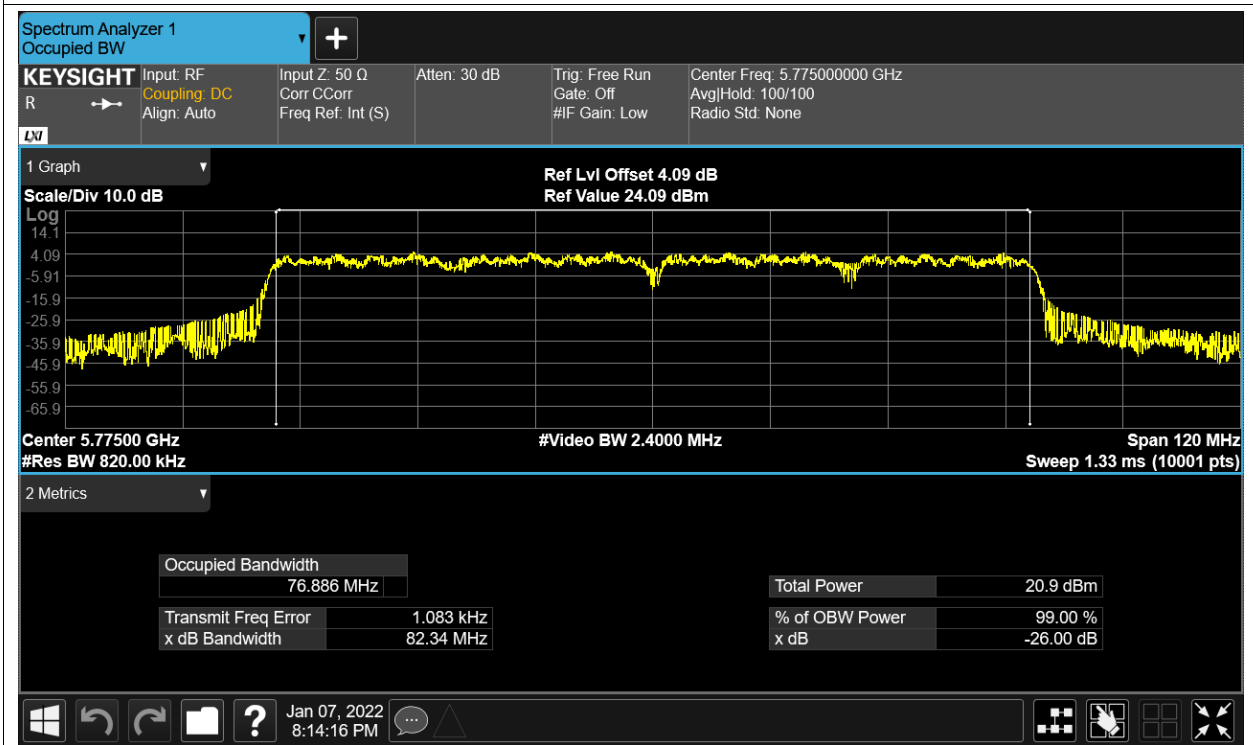 Spectrum Analyzer 1
Occupied BW
KEYSIGHT
R
LXI
Input: RF
Coupling: DC
Align: Auto
Input Z: 50 Ω
Corr CCorr
Freq Ref: Int (S)
Atten: 30 dB
Trig: Free Run
Gate: Off
#IF Gain: Low
Center Freq: 5.775000000 GHz
Avg|Hold: 100/100
Radio Std: None
1 Graph
Scale/Div 10.0 dB
Ref Lvl Offset 4.09 dB
Ref Value 24.09 dBm
Log
14.1
4.09
-5.91
-15.9
-25.9
-35.9
-45.9
-55.9
-65.9
Center 5.77500 GHz
#Video BW 2.4000 MHz
Span 120 MHz
#Res BW 820.00 kHz
Sweep 1.33 ms (10001 pts)
2 Metrics
Occupied Bandwidth
76.886 MHz
Transmit Freq Error 1.083 kHz
x dB Bandwidth 82.34 MHz
Total Power 20.9 dBm
% of OBW Power 99.00 %
x dB -26.00 dB
?
Jan 07, 2022
8:14:16 PM